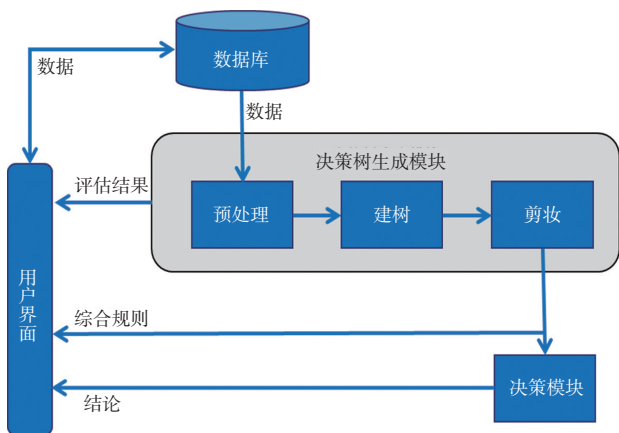 数据库
数据
数据
决策树生成模块
评估结果
预处理
建树
剪妆
用户界面
综合规则
决策模块
结论